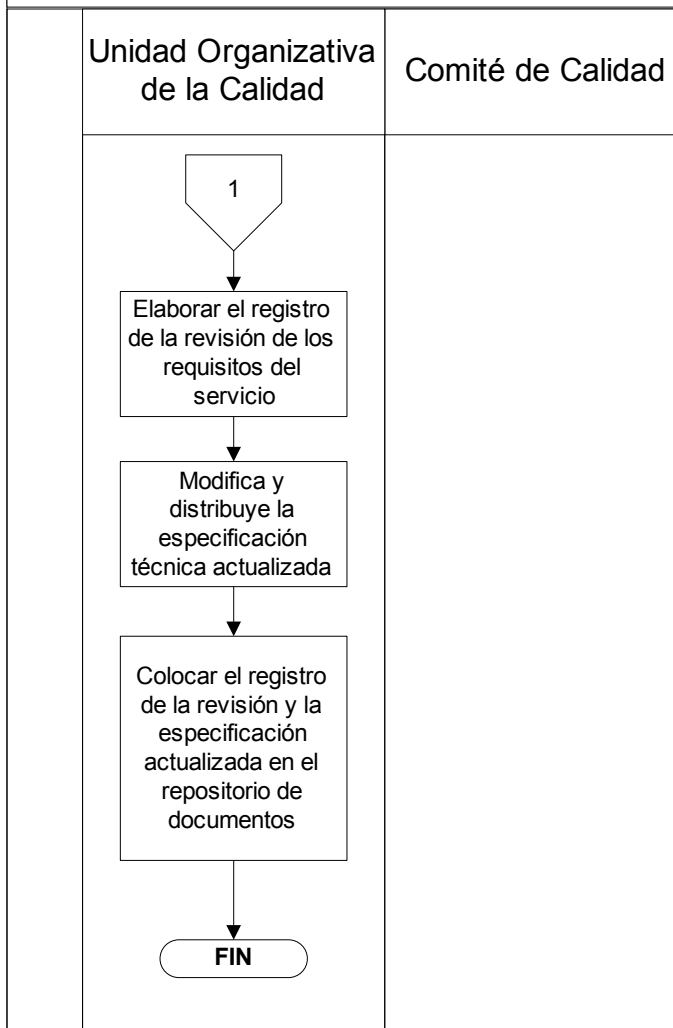 Unidad Organizativa
de la Calidad
Comité de Calidad
1
Elaborar el registro
de la revisión de los
requisitos del
servicio
Modifica y
distribuye la
especificación
técnica actualizada
Colocar el registro
de la revisión y la
especificación
actualizada en el
repositorio de
documentos
FIN